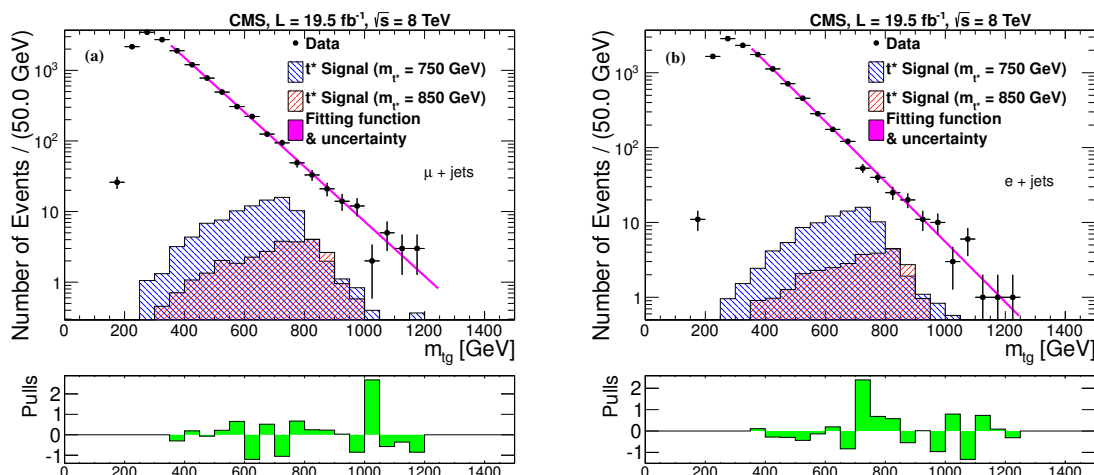 CMS, L = 19.5 fb⁻¹, √s = 8 TeV
(a)
Number of Events / (50.0 GeV)
10³
10²
10
1
Data
t* Signal (m_t* = 750 GeV)
t* Signal (m_t* = 850 GeV)
Fitting function
& uncertainty
μ + jets
0 200 400 600 800 1000 1200 1400
m_tg [GeV]
Pulls
2
1
0
-1
0 200 400 600 800 1000 1200 1400
CMS, L = 19.5 fb⁻¹, √s = 8 TeV
(b)
Number of Events / (50.0 GeV)
10³
10²
10
1
Data
t* Signal (m_t* = 750 GeV)
t* Signal (m_t* = 850 GeV)
Fitting function
& uncertainty
e + jets
0 200 400 600 800 1000 1200 1400
m_tg [GeV]
Pulls
2
1
0
-1
0 200 400 600 800 1000 1200 1400